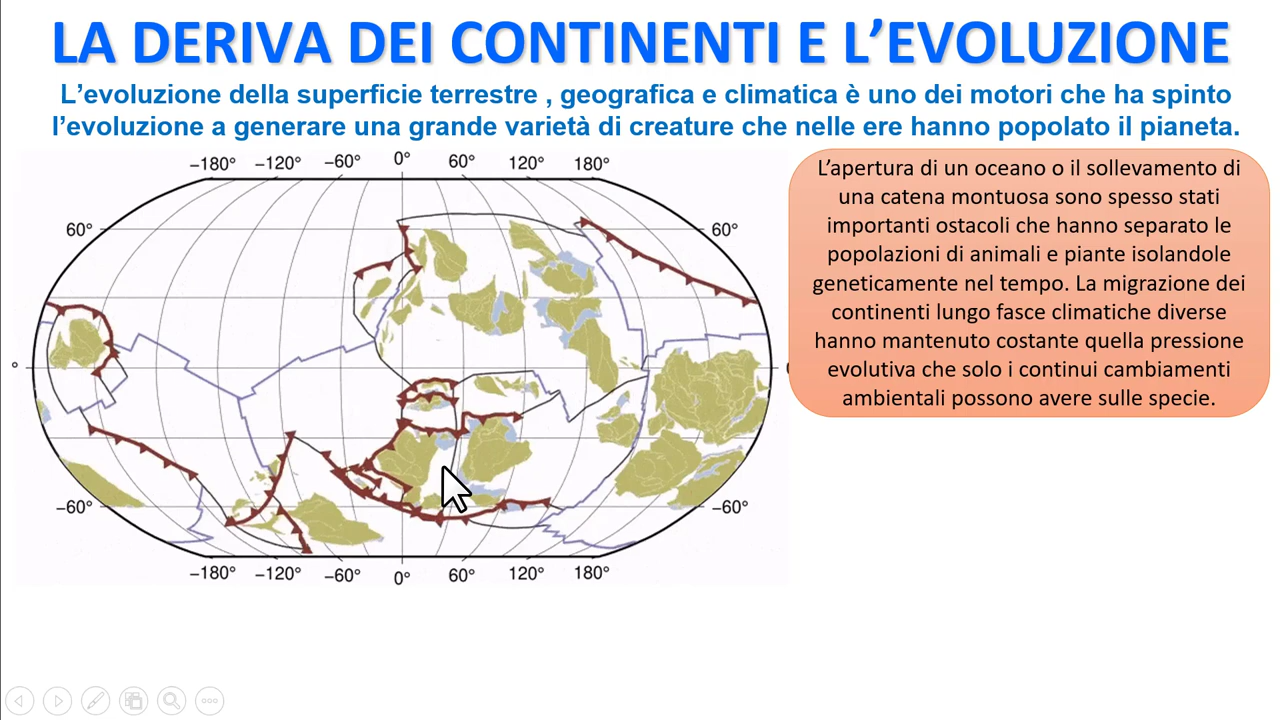 LA DERIVA DEI CONTINENTI E L’EVOLUZIONE
L’evoluzione della superficie terrestre , geografica e climatica è uno dei motori che ha spinto
l’evoluzione a generare una grande varietà di creature che nelle ere hanno popolato il pianeta.
-180° -120° -60° 0° 60° 120° 180°
60° 60°
° 0
-60° -60°
-180° -120° -60° 0° 60° 120° 180°
L’apertura di un oceano o il sollevamento di
una catena montuosa sono spesso stati
importanti ostacoli che hanno separato le
popolazioni di animali e piante isolandole
geneticamente nel tempo. La migrazione dei
continenti lungo fasce climatiche diverse
hanno mantenuto costante quella pressione
evolutiva che solo i continui cambiamenti
ambientali possono avere sulle specie.